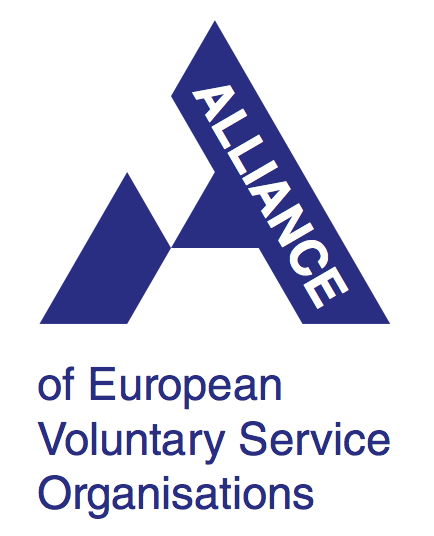 ALLIANCE
of European
Voluntary Service
Organisations